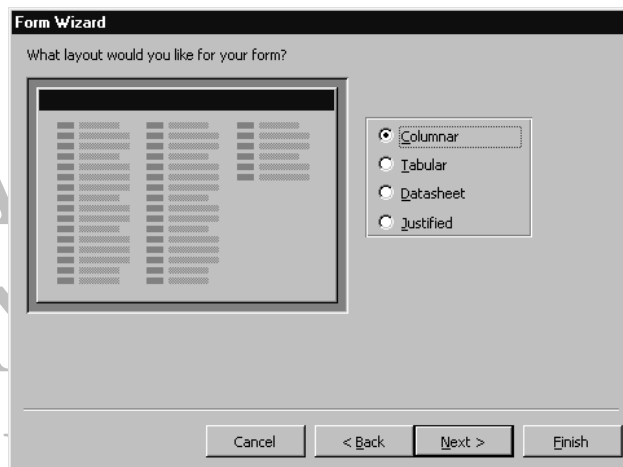 Form Wizard
What layout would you like for your form?
Columnar
Tabular
Datasheet
Justified
Cancel
< Back
Next >
Finish